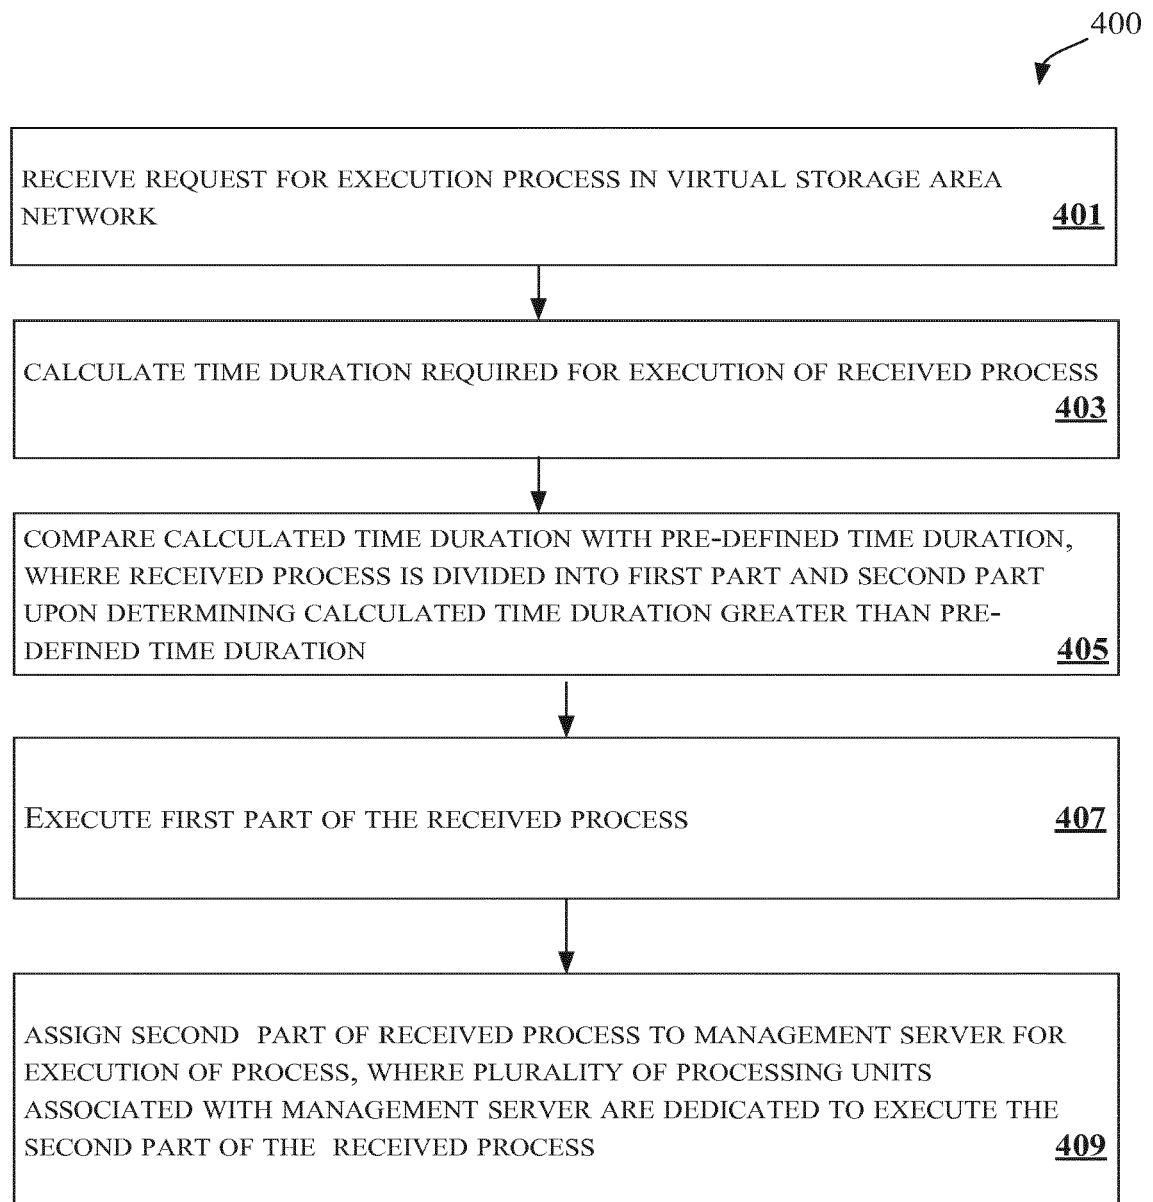 400
RECEIVE REQUEST FOR EXECUTION PROCESS IN VIRTUAL STORAGE AREA
NETWORK
401
CALCULATE TIME DURATION REQUIRED FOR EXECUTION OF RECEIVED PROCESS
403
COMPARE CALCULATED TIME DURATION WITH PRE-DEFINED TIME DURATION,
WHERE RECEIVED PROCESS IS DIVIDED INTO FIRST PART AND SECOND PART
UPON DETERMINING CALCULATED TIME DURATION GREATER THAN PRE-
DEFINED TIME DURATION
405
EXECUTE FIRST PART OF THE RECEIVED PROCESS
407
ASSIGN SECOND PART OF RECEIVED PROCESS TO MANAGEMENT SERVER FOR
EXECUTION OF PROCESS, WHERE PLURALITY OF PROCESSING UNITS
ASSOCIATED WITH MANAGEMENT SERVER ARE DEDICATED TO EXECUTE THE
SECOND PART OF THE RECEIVED PROCESS
409